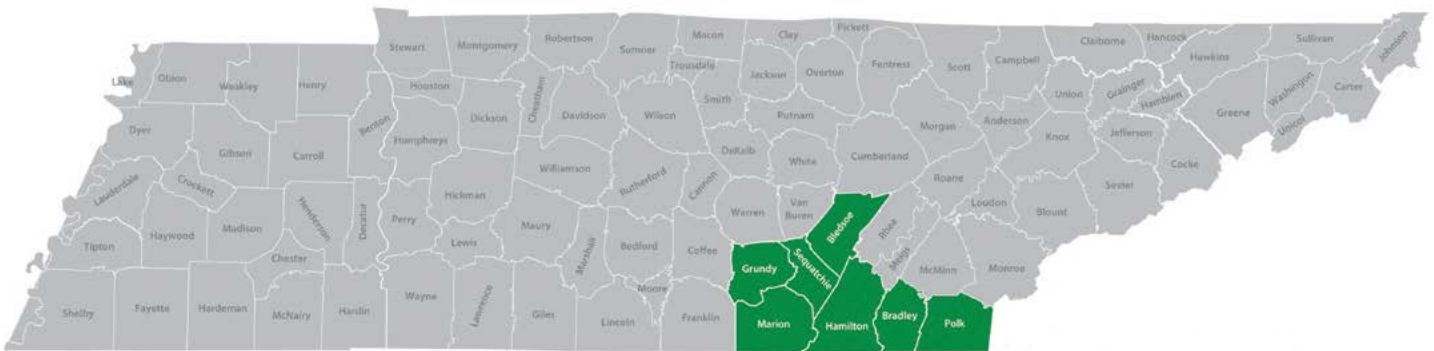 Lake
Obion
Weakley
Henry
Stewart
Montgomery
Robertson
Sumner
Macon
Trousdale
Clay
Pickett
Jackson
Overton
Fentress
Scott
Campbell
Claiborne
Hancock
Hawkins
Sullivan
Johnson
Houston
Dickson
Cheatham
Davidson
Wilson
Smith
Putnam
Morgan
Anderson
Union
Grainger
Hamblen
Greene
Washington
Carter
Unicoi
Dyer
Gibson
Carroll
Benton
Humphreys
Williamson
Rutherford
Cannon
DeKalb
White
Cumberland
Roane
Knox
Jefferson
Cocke
Sevier
Lauderdale
Crockett
Haywood
Madison
Henderson
Decatur
Perry
Hickman
Lewis
Maury
Marshall
Bedford
Coffee
Warren
Van
Buren
Bledsoe
Rhea
Meigs
Loudon
Blount
Tipton
Chester
Moore
Grundy
Sequatchie
McMinn
Monroe
Shelby
Fayette
Hardeman
McNairy
Hardin
Wayne
Lawrence
Giles
Lincoln
Franklin
Marion
Hamilton
Bradley
Polk